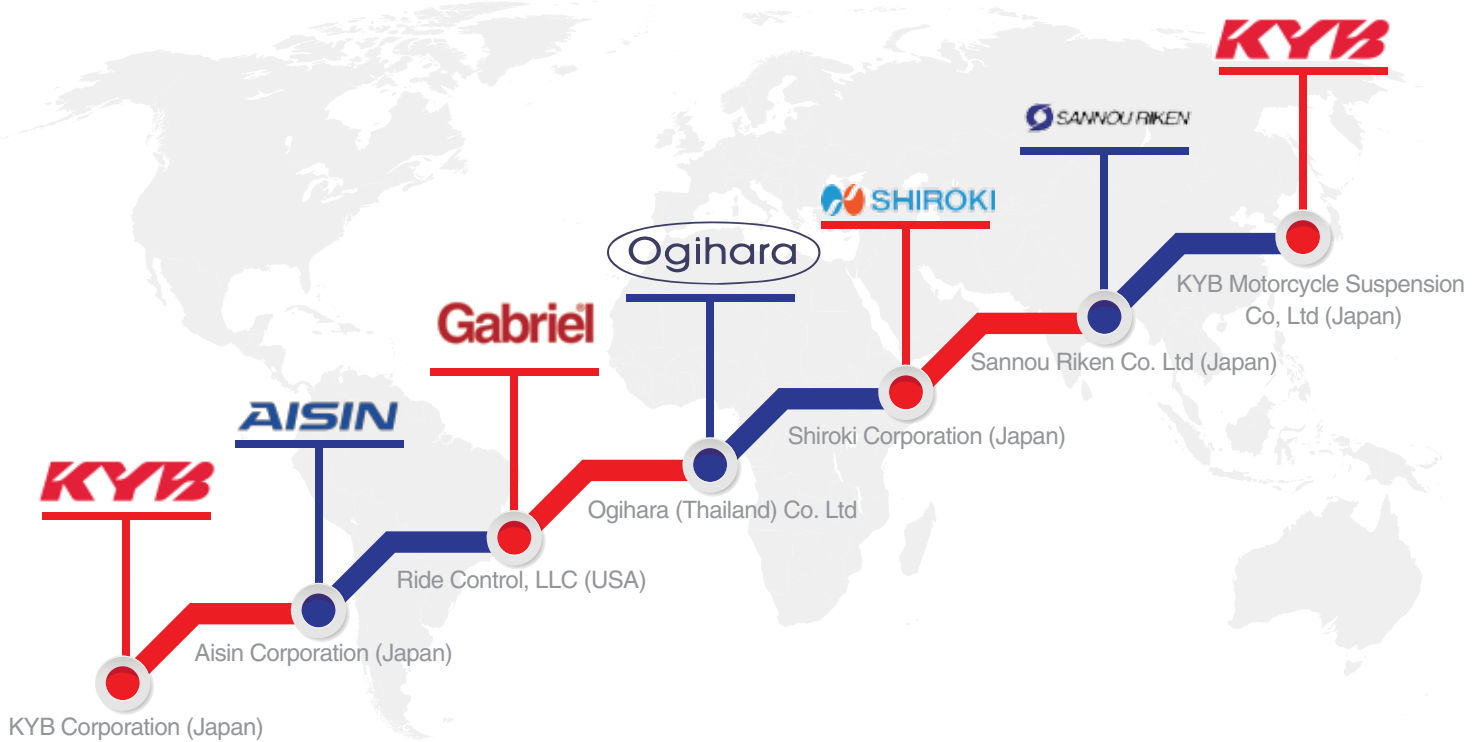 KYB
KYB Corporation (Japan)
AISIN
Aisin Corporation (Japan)
Gabriel
Ride Control, LLC (USA)
Ogihara
Ogihara (Thailand) Co. Ltd
SHIROKI
Shiroki Corporation (Japan)
SANNOU RIKEN
Sannou Riken Co. Ltd (Japan)
KYB
KYB Motorcycle Suspension
Co, Ltd (Japan)